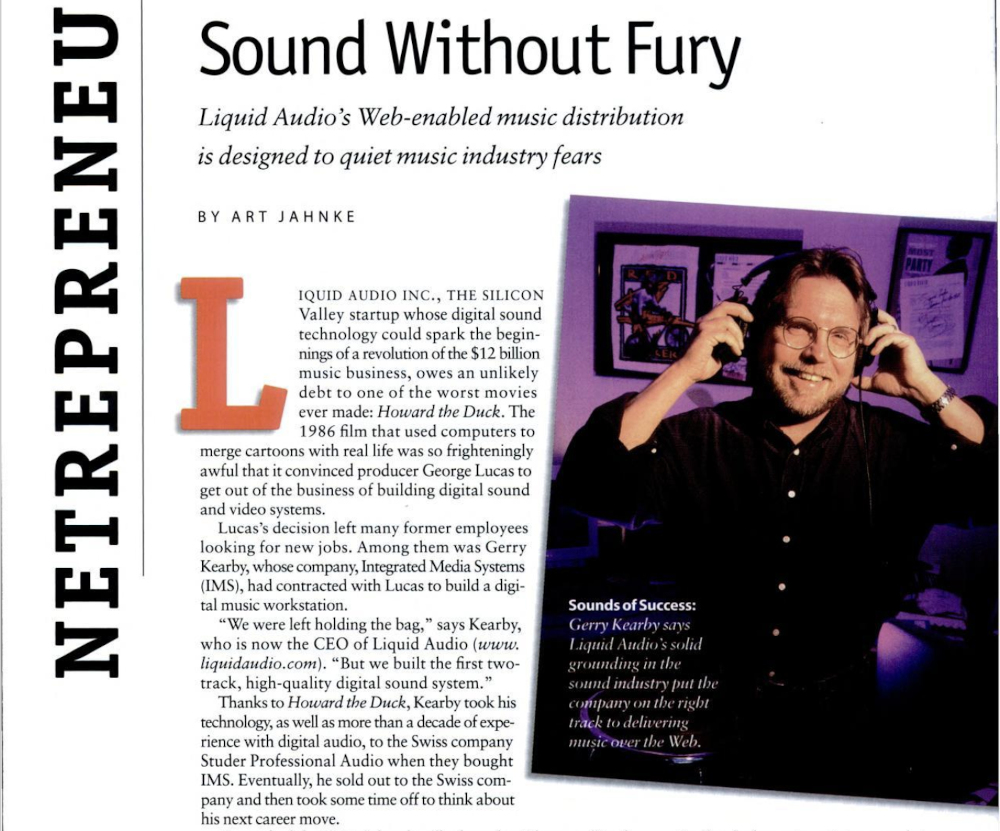 NETREPRENEU
Sound Without Fury
Liquid Audio's Web-enabled music distribution
is designed to quiet music industry fears
BY ART JAHNKE
LIQUID AUDIO INC., THE SILICON
Valley startup whose digital sound
technology could spark the begin-
nings of a revolution of the $12 billion
music business, owes an unlikely
debt to one of the worst movies
ever made: Howard the Duck. The
1986 film that used computers to
merge cartoons with real life was so frighteningly
awful that it convinced producer George Lucas to
get out of the business of building digital sound
and video systems.
Lucas's decision left many former employees
looking for new jobs. Among them was Gerry
Kearby, whose company, Integrated Media Systems
(IMS), had contracted with Lucas to build a digi-
tal music workstation.
“We were left holding the bag,” says Kearby,
who is now the CEO of Liquid Audio (www.
liquidaudio.com). “But we built the first two-
track, high-quality digital sound system.”
Thanks to Howard the Duck, Kearby took his
technology, as well as more than a decade of expe-
rience with digital audio, to the Swiss company
Studer Professional Audio when they bought
IMS. Eventually, he sold out to the Swiss com-
pany and then took some time off to think about
his next career move.
RED
PARTY
Sounds of Success:
Gerry Kearby says
Liquid Audio's solid
grounding in the
sound industry put the
company on the right
track to delivering
music over the Web.